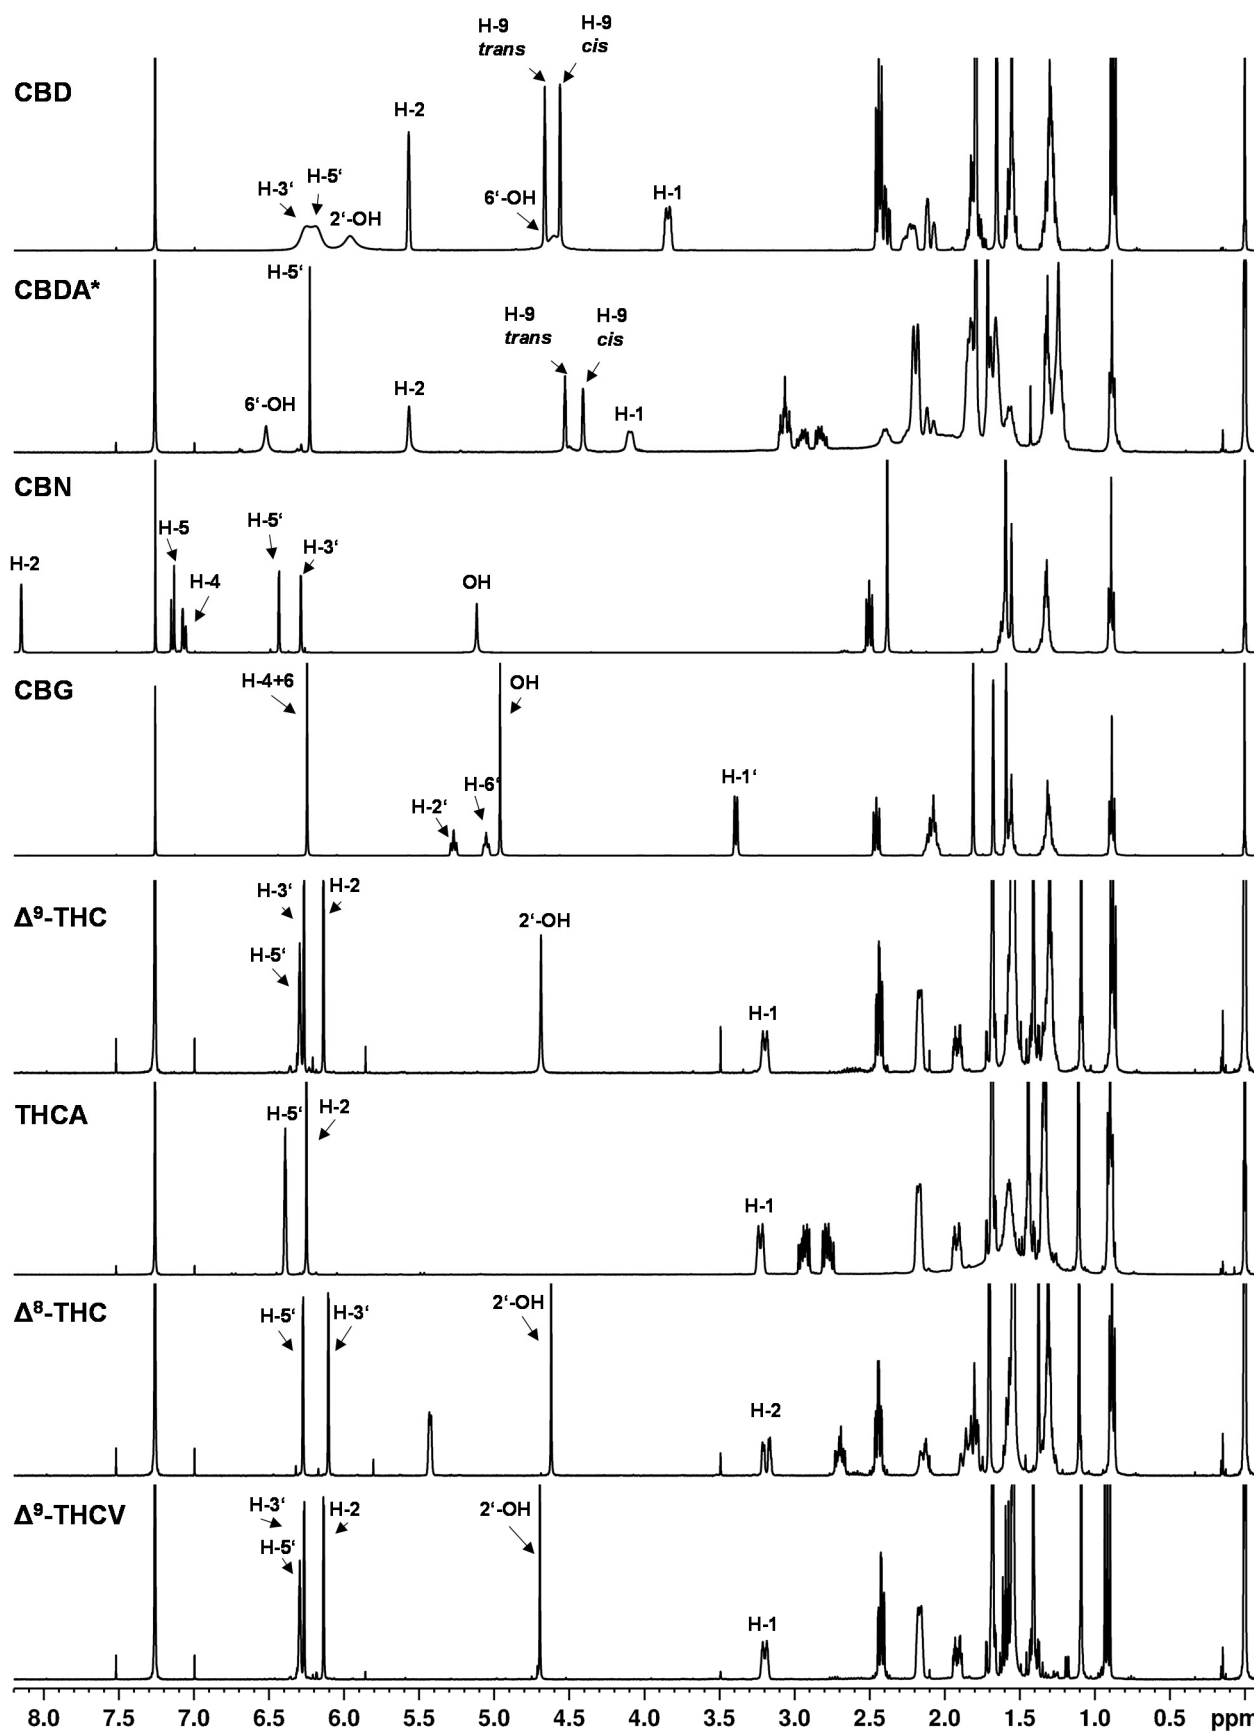 H-9 H-9
trans cis
CBD
H-2
H-3‘ H-5‘
2‘-OH
6‘-OH
H-1
CBDA*
H-5‘
H-9 H-9
trans cis
6‘-OH
H-2
H-1
CBN
H-2
H-5
H-4
H-5‘
H-3‘
OH
CBG
H-4+6
OH
H-2‘
H-6‘
H-1‘
Δ⁹-THC
H-3‘
H-2
H-5‘
2‘-OH
H-1
THCA
H-5‘
H-2
H-1
Δ⁸-THC
H-5‘
H-3‘
2‘-OH
H-2
Δ⁹-THCV
H-3‘
H-2
H-5‘
2‘-OH
H-1
8.0 7.5 7.0 6.5 6.0 5.5 5.0 4.5 4.0 3.5 3.0 2.5 2.0 1.5 1.0 0.5 ppm